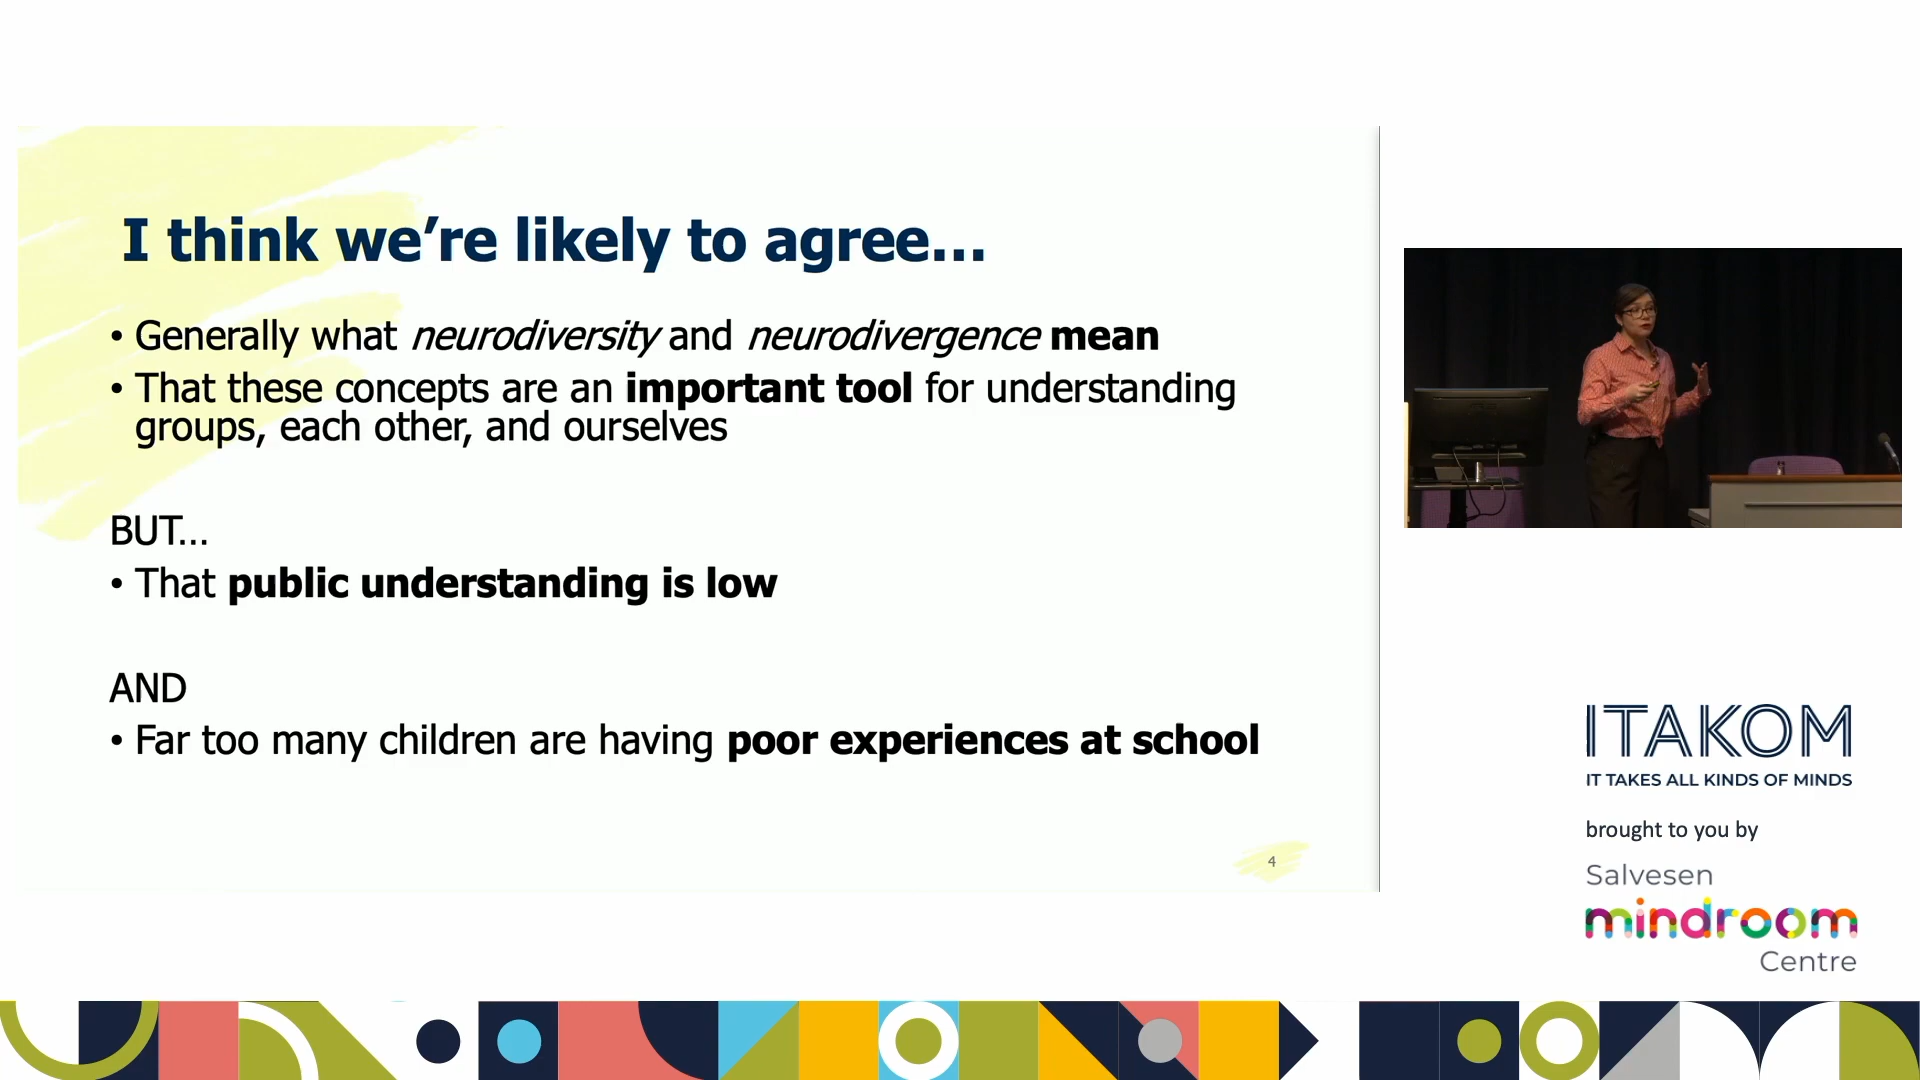 I think we’re likely to agree…
• Generally what neurodiversity and neurodivergence mean
• That these concepts are an important tool for understanding
groups, each other, and ourselves
BUT…
• That public understanding is low
AND
• Far too many children are having poor experiences at school
4
ITAKOM
IT TAKES ALL KINDS OF MINDS
brought to you by
Salvesen
mindroom
Centre